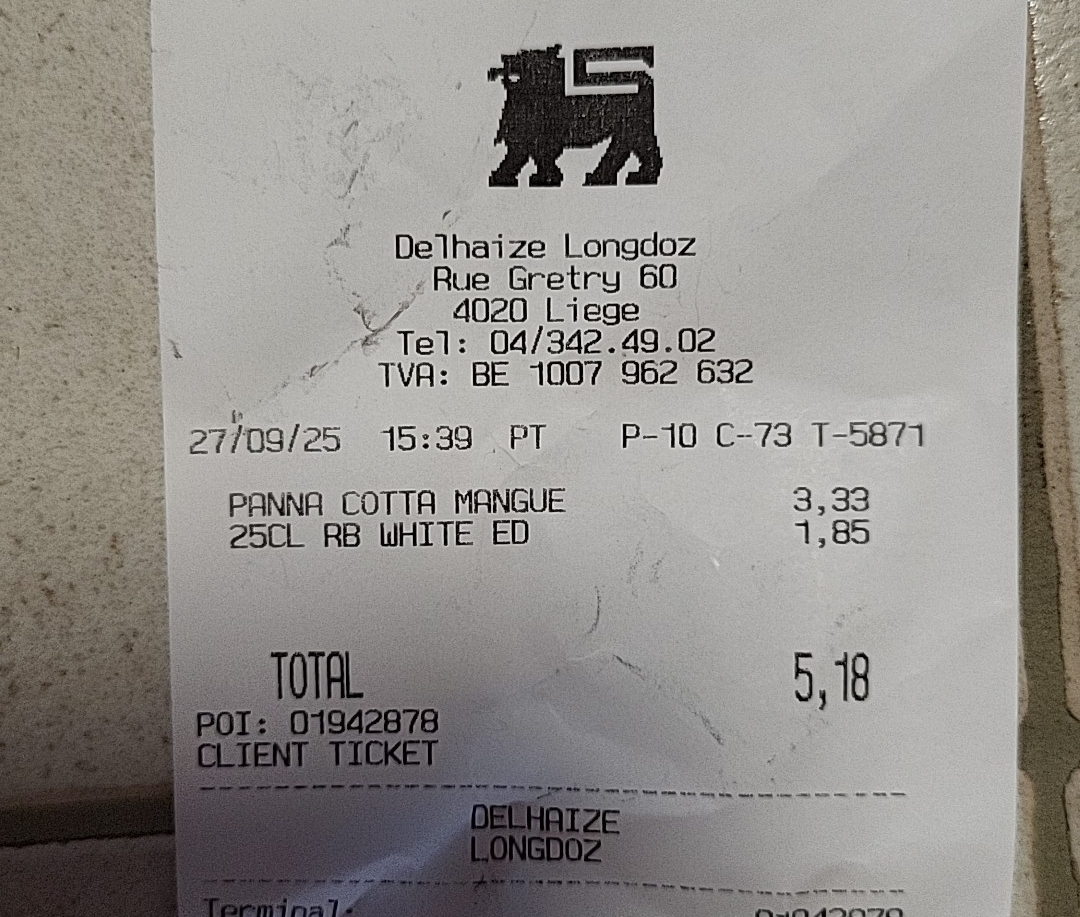 Delhaize Longdoz
Rue Gretry 60
4020 Liege
Tel: 04/342.49.02
TVA: BE 1007 962 632
27/09/25 15:39 PT P-10 C-73 T-5871
PANNA COTTA MANGUE 3,33
25CL RB WHITE ED 1,85
TOTAL 5,18
POI: 01942878
CLIENT TICKET
DELHAIZE
LONGDOZ
Terminal: